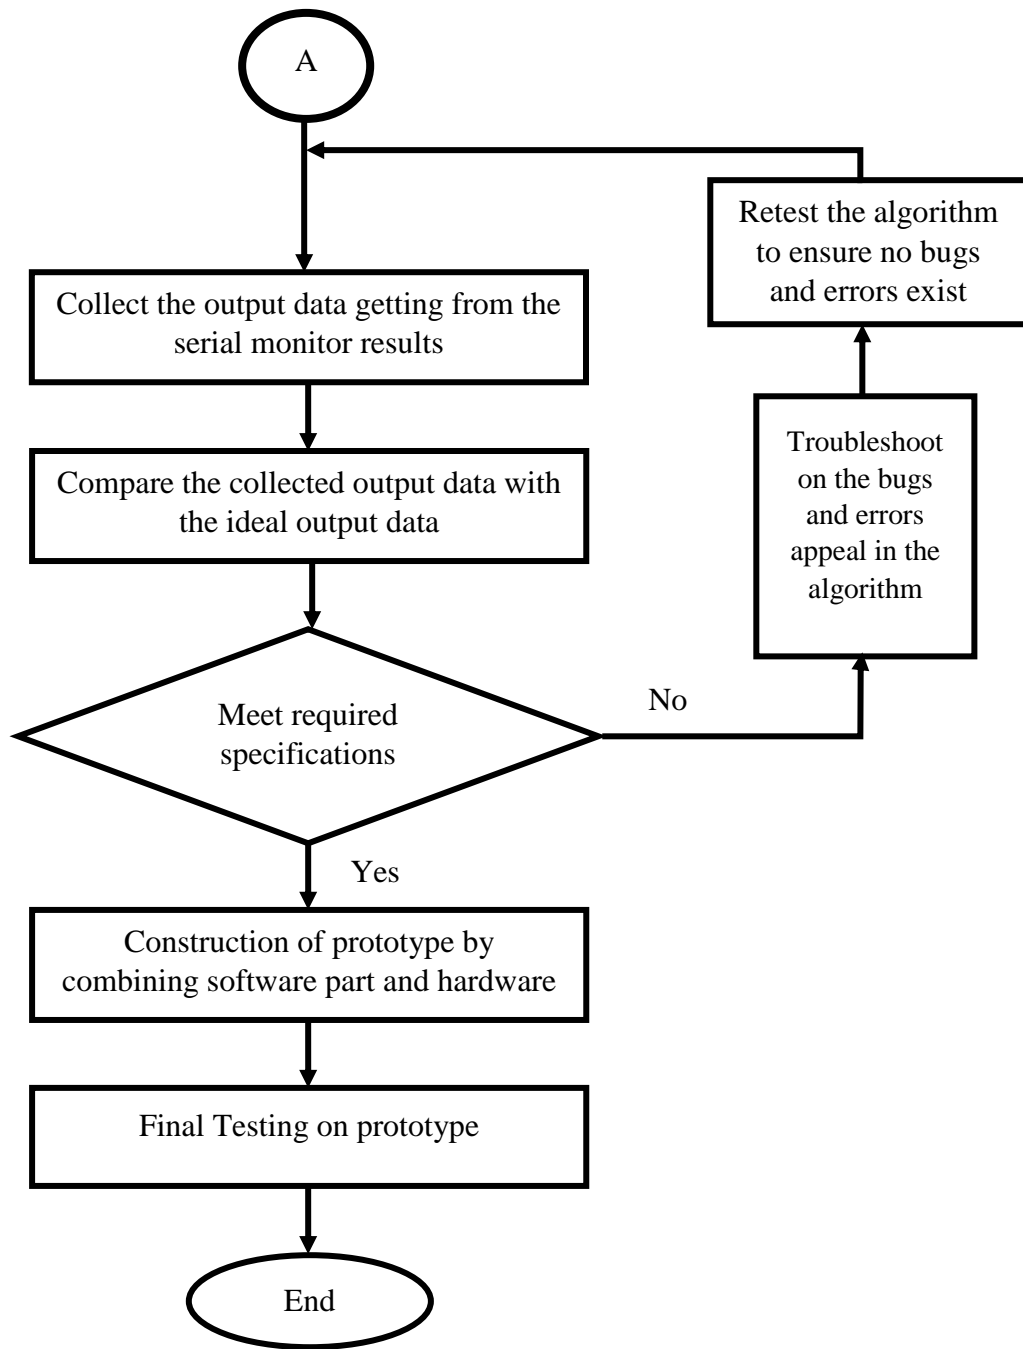 A
Retest the algorithm
to ensure no bugs
and errors exist
Collect the output data getting from the
serial monitor results
Troubleshoot
on the bugs
and errors
appeal in the
algorithm
Compare the collected output data with
the ideal output data
Meet required
specifications
No
Yes
Construction of prototype by
combining software part and hardware
Final Testing on prototype
End